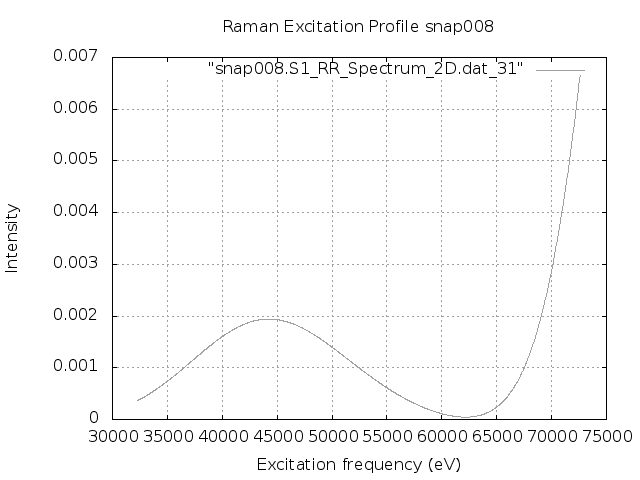 Raman Excitation Profile snap008
"snap008.S1_RR_Spectrum_2D.dat_31"
0.007
0.006
0.005
0.004
0.003
0.002
0.001
0
Intensity
30000 35000 40000 45000 50000 55000 60000 65000 70000 75000
Excitation frequency (eV)